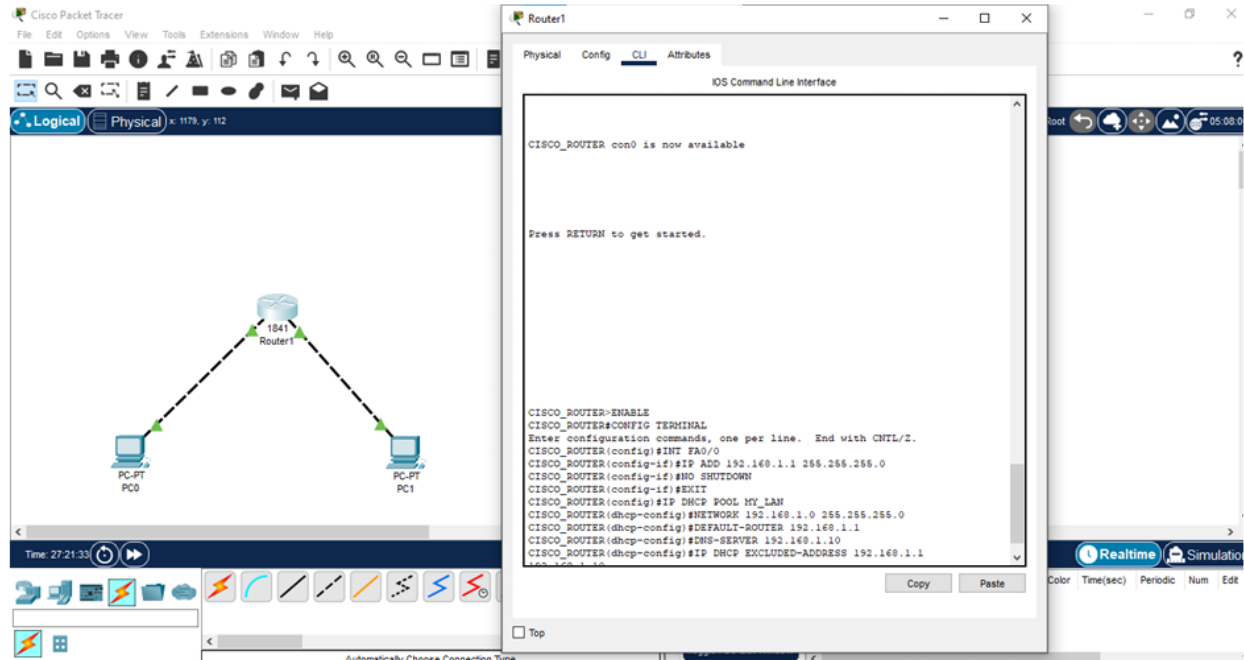 Cisco Packet Tracer
File Edit Options View Tools Extensions Window Help
?
Logical Physical x: 1179, y: 112
Root 05:08:0
1841
Router1
PC-PT
PC0
PC-PT
PC1
Time: 27:21:33
Realtime Simulation
Color Time(sec) Periodic Num Edit
Automatically Choose Connection Type
Router1
Physical Config CLI Attributes
IOS Command Line Interface
CISCO_ROUTER con0 is now available
Press RETURN to get started.
CISCO_ROUTER>ENABLE
CISCO_ROUTER#CONFIG TERMINAL
Enter configuration commands, one per line. End with CNTL/Z.
CISCO_ROUTER(config)#INT FA0/0
CISCO_ROUTER(config-if)#IP ADD 192.168.1.1 255.255.255.0
CISCO_ROUTER(config-if)#NO SHUTDOWN
CISCO_ROUTER(config-if)#EXIT
CISCO_ROUTER(config)#IP DHCP POOL MY_LAN
CISCO_ROUTER(dhcp-config)#NETWORK 192.168.1.0 255.255.255.0
CISCO_ROUTER(dhcp-config)#DEFAULT-ROUTER 192.168.1.1
CISCO_ROUTER(dhcp-config)#DNS-SERVER 192.168.1.10
CISCO_ROUTER(dhcp-config)#IP DHCP EXCLUDED-ADDRESS 192.168.1.1
192.168.1.10
Copy Paste
Top